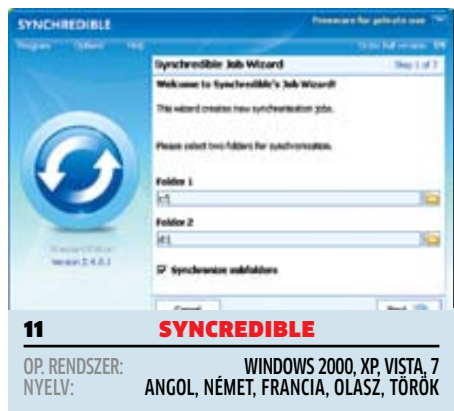 SYNCHREDIBLE
Freeware for private use
Program Options Help
Order full version
Synchredible Job Wizard
Step 1 of 7
Welcome to Synchredible's Job Wizard!
This wizard creates new synchronization jobs.
Please select two folders for synchronization.
Folder 1
c:\
Folder 2
d:\
Synchronize subfolders
Standard Edition
Version 2.4.0.1
Cancel
Next
11 SYNCREDIBLE
OP. RENDSZER: WINDOWS 2000, XP, VISTA, 7
NYELV: ANGOL, NÉMET, FRANCIA, OLASZ, TÖRÖK